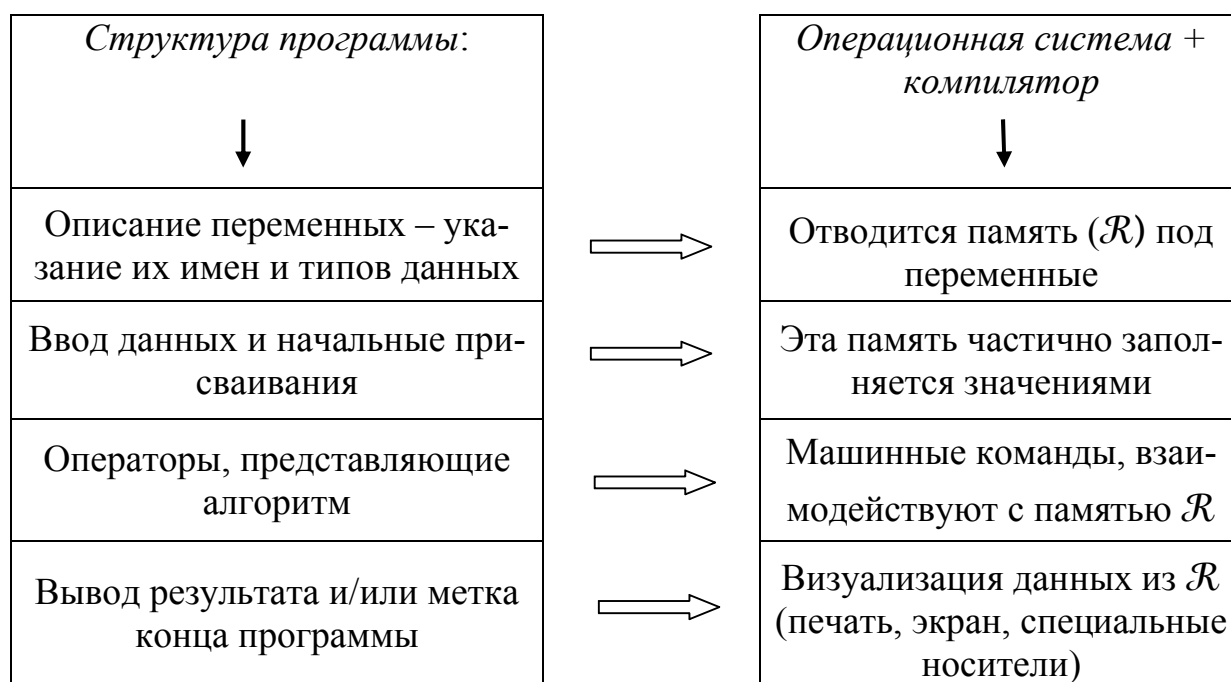 Структура программы:
Операционная система +
компилятор
Описание переменных – ука-
зание их имен и типов данных
Отводится память (ℛ) под
переменные
Ввод данных и начальные при-
сваивания
Эта память частично запол-
няется значениями
Операторы, представляющие
алгоритм
Машинные команды, взаи-
модействуют с памятью ℛ
Вывод результата и/или метка
конца программы
Визуализация данных из ℛ
(печать, экран, специальные
носители)